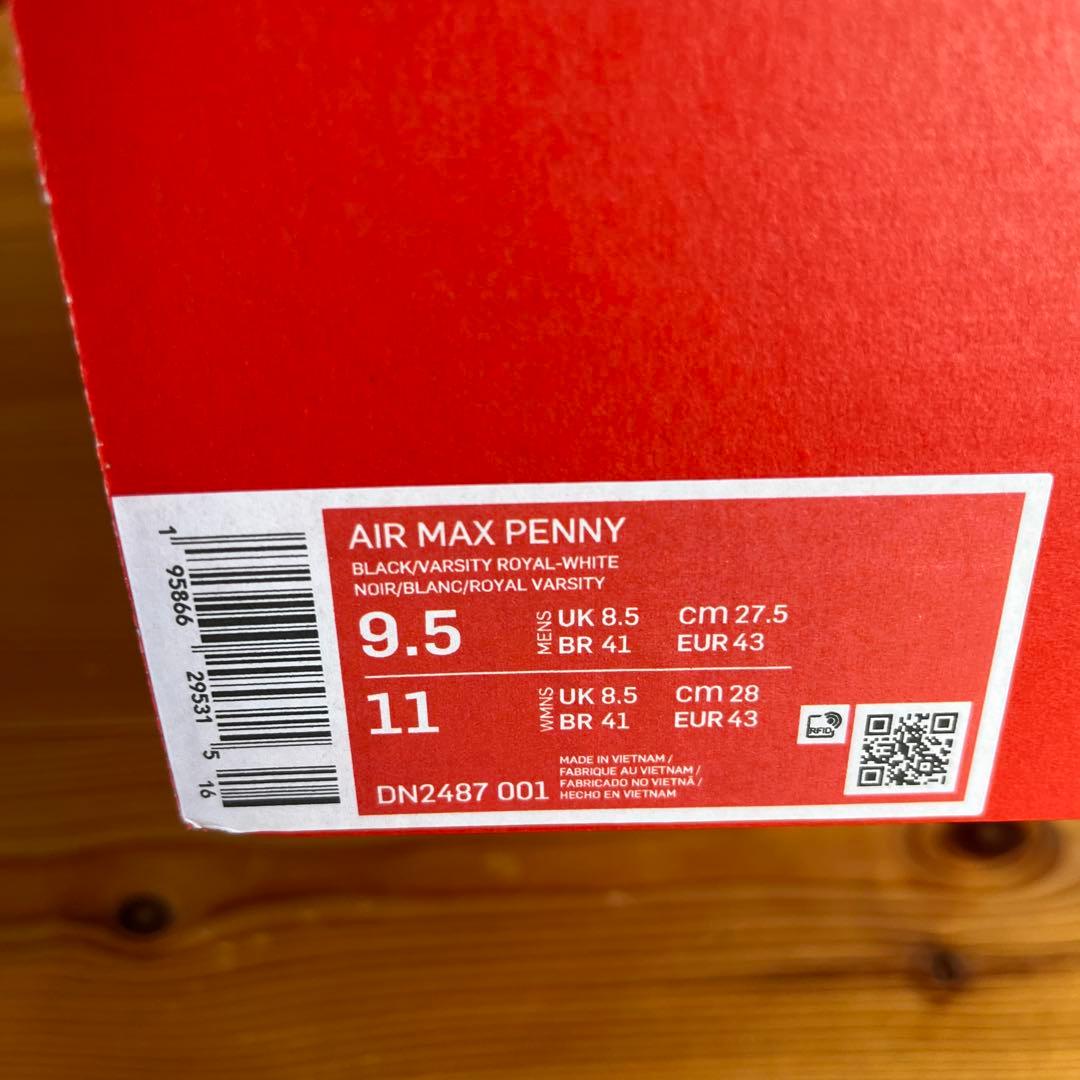 AIR MAX PENNY
BLACK/VARSITY ROYAL-WHITE
NOIR/BLANC/ROYAL VARSITY
9.5 MENS UK 8.5 cm 27.5
BR 41 EUR 43
11 WMNS UK 8.5 cm 28
BR 41 EUR 43
RFID
DN2487 001
MADE IN VIETNAM /
FABRIQUE AU VIETNAM /
FABRICADO NO VIETNÃ /
HECHO EN VIETNAM
1 95866 29531 5 16